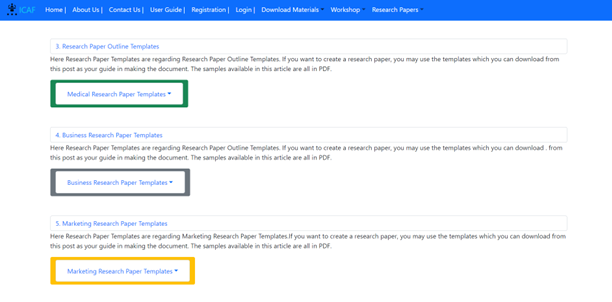 ICAF Home | About Us | Contact Us | User Guide | Registration | Login | Download Materials Workshop Research Papers
3. Research Paper Outline Templates
Here Research Paper Templates are regarding Research Paper Outline Templates. If you want to create a research paper, you may use the templates which you can download from
this post as your guide in making the document. The samples available in this article are all in PDF.
Medical Research Paper Templates
4. Business Research Paper Templates
Here Research Paper Templates are regarding Research Paper Outline Templates. If you want to create a research paper, you may use the templates which you can download . from
this post as your guide in making the document. The samples available in this article are all in PDF.
Business Research Paper Templates
5. Marketing Research Paper Templates
Here Research Paper Templates are regarding Marketing Research Paper Templates.If you want to create a research paper, you may use the templates which you can download from
this post as your guide in making the document. The samples available in this article are all in PDF.
Marketing Research Paper Templates